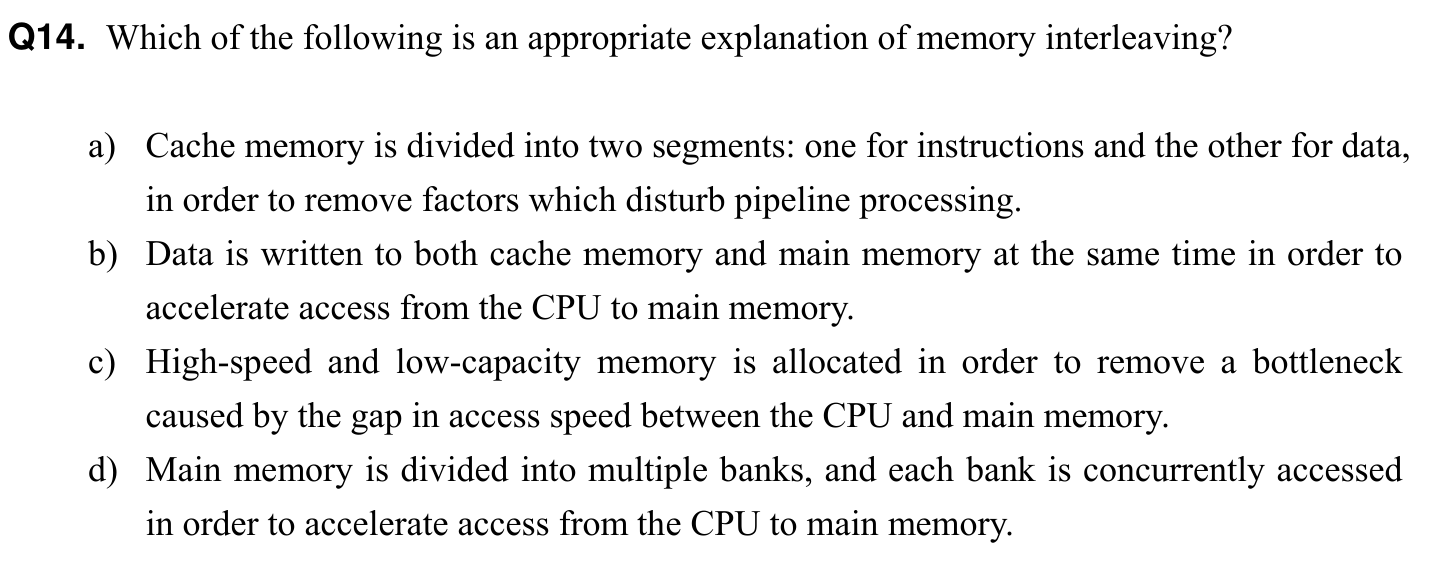 Q14. Which of the following is an appropriate explanation of memory interleaving?
a) Cache memory is divided into two segments: one for instructions and the other for data,
in order to remove factors which disturb pipeline processing.
b) Data is written to both cache memory and main memory at the same time in order to
accelerate access from the CPU to main memory.
c) High-speed and low-capacity memory is allocated in order to remove a bottleneck
caused by the gap in access speed between the CPU and main memory.
d) Main memory is divided into multiple banks, and each bank is concurrently accessed
in order to accelerate access from the CPU to main memory.